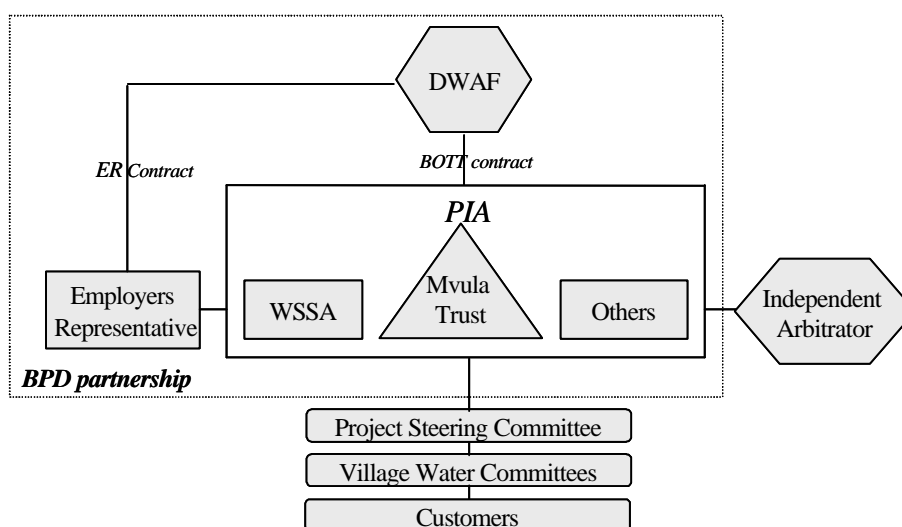 DWAF
ER Contract
BOTT contract
PIA
Employers
Representative
WSSA
Mvula
Trust
Others
Independent
Arbitrator
BPD partnership
Project Steering Committee
Village Water Committees
Customers